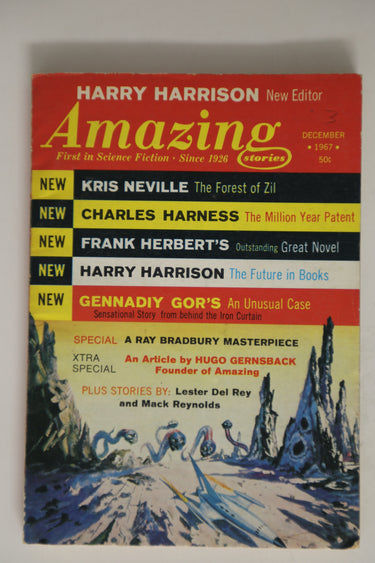 HARRY HARRISON New Editor
Amazing stories
First in Science Fiction · Since 1926
3
DECEMBER
• 1967 •
50¢
NEW KRIS NEVILLE The Forest of Zil
NEW CHARLES HARNESS The Million Year Patent
NEW FRANK HERBERT'S Outstanding Great Novel
NEW HARRY HARRISON The Future in Books
NEW GENNADIY GOR'S An Unusual Case
Sensational Story from behind the Iron Curtain
SPECIAL A RAY BRADBURY MASTERPIECE
XTRA SPECIAL An Article by HUGO GERNSBACK
Founder of Amazing
PLUS STORIES BY: Lester Del Rey
and Mack Reynolds